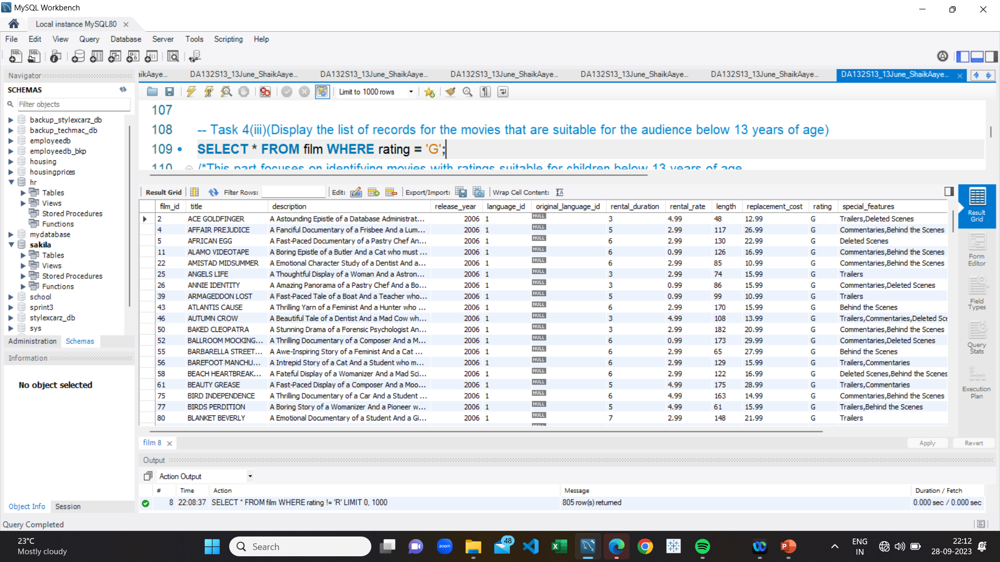 MySQL Workbench
Local instance MySQL80
File Edit View Query Database Server Tools Scripting Help
Navigator
SCHEMAS
Filter objects
backup_stylexcarz_db
backup_techmac_db
employeedb
employeedb_bkp
housing
housingprices
hr
Tables
Views
Stored Procedures
Functions
mydatabase
sakila
Tables
Views
Stored Procedures
Functions
school
sprint3
stylexcarz_db
sys
Administration Schemas
Information
No object selected
Object Info Session
Query Completed
aikAaye... DA132S13_13June_ShaikAaye... DA132S13_13June_ShaikAaye... DA132S13_13June_ShaikAaye... DA132S13_13June_ShaikAaye... DA132S13_13June_ShaikAaye... DA132S13_13June_ShaikAaye...
Limit to 1000 rows
107
108 -- Task 4(iii)(Display the list of records for the movies that are suitable for the audience below 13 years of age)
109 SELECT * FROM film WHERE rating = 'G';
110 /*This part focuses on identifying movies with ratings suitable for children below 13 years of age
Result Grid Filter Rows: Edit: Export/Import: Wrap Cell Content:
film_id title description release_year language_id original_language_id rental_duration rental_rate length replacement_cost rating special_features
2 ACE GOLDFINGER A Astounding Epistle of a Database Administrat... 2006 1 NULL 3 4.99 48 12.99 G Trailers,Deleted Scenes
4 AFFAIR PREJUDICE A Fanciful Documentary of a Frisbee And a Lum... 2006 1 NULL 5 2.99 117 26.99 G Commentaries,Behind the Scenes
5 AFRICAN EGG A Fast-Paced Documentary of a Pastry Chef An... 2006 1 NULL 6 2.99 130 22.99 G Deleted Scenes
11 ALAMO VIDEOTAPE A Boring Epistle of a Butler And a Cat who must ... 2006 1 NULL 6 0.99 126 16.99 G Commentaries,Behind the Scenes
22 AMISTAD MIDSUMMER A Emotional Character Study of a Dentist And a... 2006 1 NULL 6 2.99 85 10.99 G Commentaries,Behind the Scenes
25 ANGELS LIFE A Thoughtful Display of a Woman And a Astron... 2006 1 NULL 3 2.99 74 15.99 G Trailers
26 ANNIE IDENTITY A Amazing Panorama of a Pastry Chef And a Bo... 2006 1 NULL 3 0.99 86 15.99 G Commentaries,Deleted Scenes
39 ARMAGEDDON LOST A Fast-Paced Tale of a Boat And a Teacher who... 2006 1 NULL 5 0.99 99 10.99 G Trailers
43 ATLANTIS CAUSE A Thrilling Yarn of a Feminist And a Hunter who ... 2006 1 NULL 6 2.99 170 15.99 G Behind the Scenes
46 AUTUMN CROW A Beautiful Tale of a Dentist And a Mad Cow wh... 2006 1 NULL 3 4.99 108 13.99 G Trailers,Commentaries,Deleted Sce
50 BAKED CLEOPATRA A Stunning Drama of a Forensic Psychologist An... 2006 1 NULL 3 2.99 182 20.99 G Commentaries,Behind the Scenes
52 BALLROOM MOCKING... A Thrilling Documentary of a Composer And a M... 2006 1 NULL 6 0.99 173 29.99 G Commentaries,Deleted Scenes
55 BARBARELLA STREET... A Awe-Inspiring Story of a Feminist And a Cat ... 2006 1 NULL 6 2.99 65 27.99 G Behind the Scenes
56 BAREFOOT MANCHU... A Intrepid Story of a Cat And a Student who m... 2006 1 NULL 6 2.99 129 15.99 G Trailers,Commentaries
58 BEACH HEARTBREAK... A Fateful Display of a Womanizer And a Mad Sci... 2006 1 NULL 6 2.99 122 16.99 G Deleted Scenes,Behind the Scenes
61 BEAUTY GREASE A Fast-Paced Display of a Composer And a Moo... 2006 1 NULL 5 4.99 175 28.99 G Trailers,Commentaries
75 BIRD INDEPENDENCE A Thrilling Documentary of a Car And a Student ... 2006 1 NULL 6 4.99 163 14.99 G Commentaries,Behind the Scenes
77 BIRDS PERDITION A Boring Story of a Womanizer And a Pioneer w... 2006 1 NULL 5 4.99 61 15.99 G Trailers,Behind the Scenes
80 BLANKET BEVERLY A Emotional Documentary of a Student And a Gi... 2006 1 NULL 7 2.99 148 21.99 G Trailers
Result Grid
Form Editor
Field Types
Query Stats
Execution Plan
film 8 Apply Revert
Output
Action Output
# Time Action Message Duration / Fetch
8 22:08:37 SELECT * FROM film WHERE rating != 'R' LIMIT 0, 1000 805 row(s) returned 0.000 sec / 0.000 sec
23°C
Mostly cloudy
Search
zoom
48
ENG
IN
22:12
28-09-2023